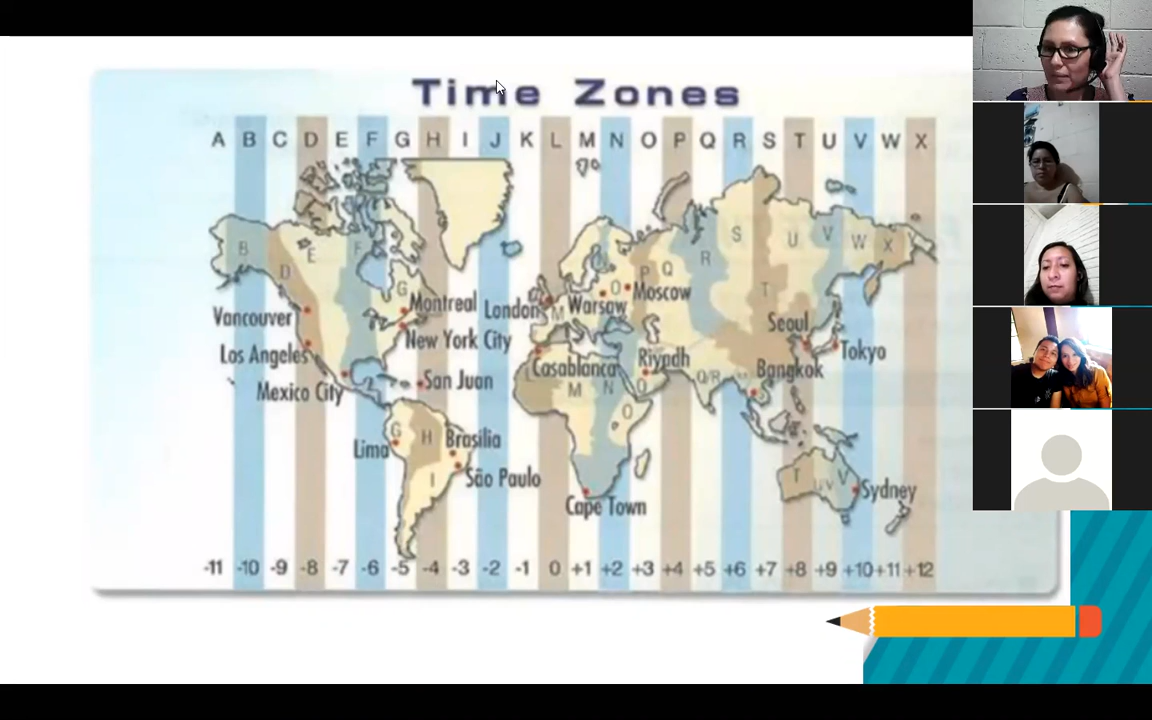 Time Zones
A B C D E F G H I J K L M N O P Q R S T U V W X
B D E F G
N O P Q R S T U V W X
Vancouver
Montreal
London
M
Warsaw
Moscow
Los Angeles
New York City
Seoul
Tokyo
Mexico City
San Juan
Casablanca
Riyadh
Bangkok
L M N O Q Q/R
Lima
G H
Brasilia
O
I
São Paulo
T U V V
Sydney
Cape Town
-11 -10 -9 -8 -7 -6 -5 -4 -3 -2 -1 0 +1 +2 +3 +4 +5 +6 +7 +8 +9 +10 +11 +12